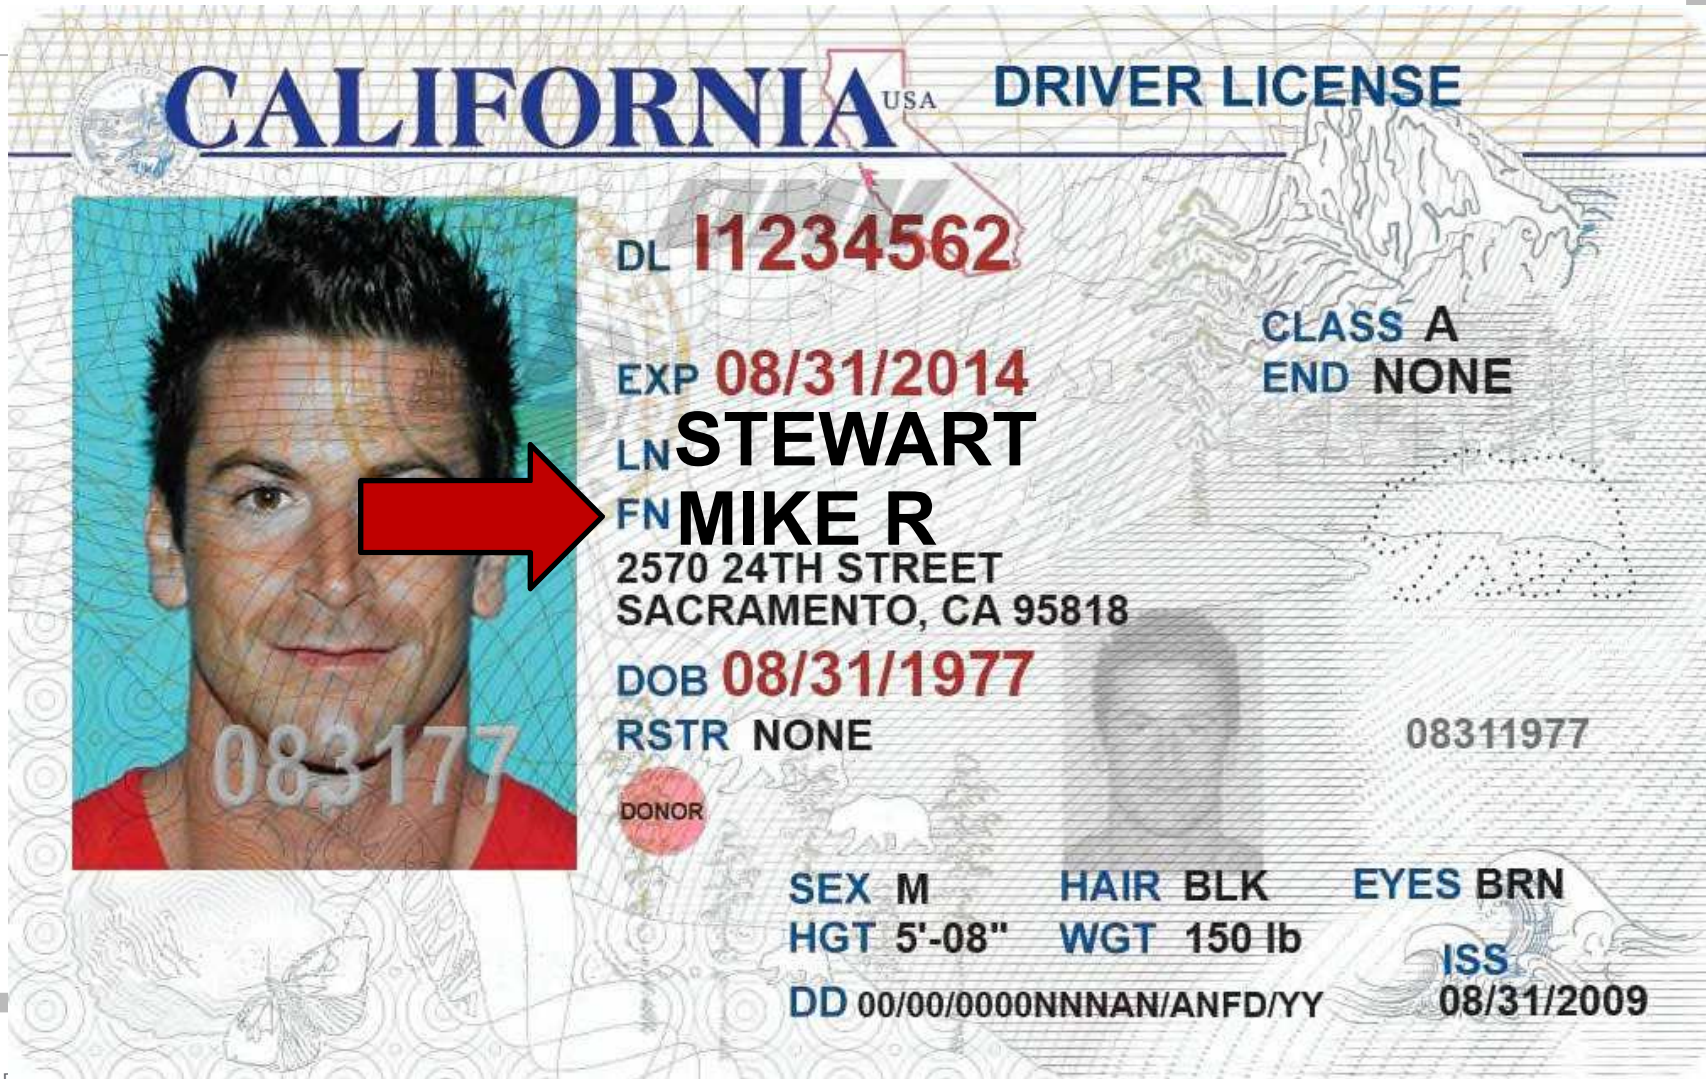 CALIFORNIA USA DRIVER LICENSE
DL I1234562
CLASS A
EXP 08/31/2014
END NONE
LN STEWART
FN MIKE R
2570 24TH STREET
SACRAMENTO, CA 95818
DOB 08/31/1977
RSTR NONE
08311977
083177
DONOR
SEX M HAIR BLK EYES BRN
HGT 5'-08" WGT 150 lb
ISS
DD 00/00/0000NNNAN/ANFD/YY
08/31/2009